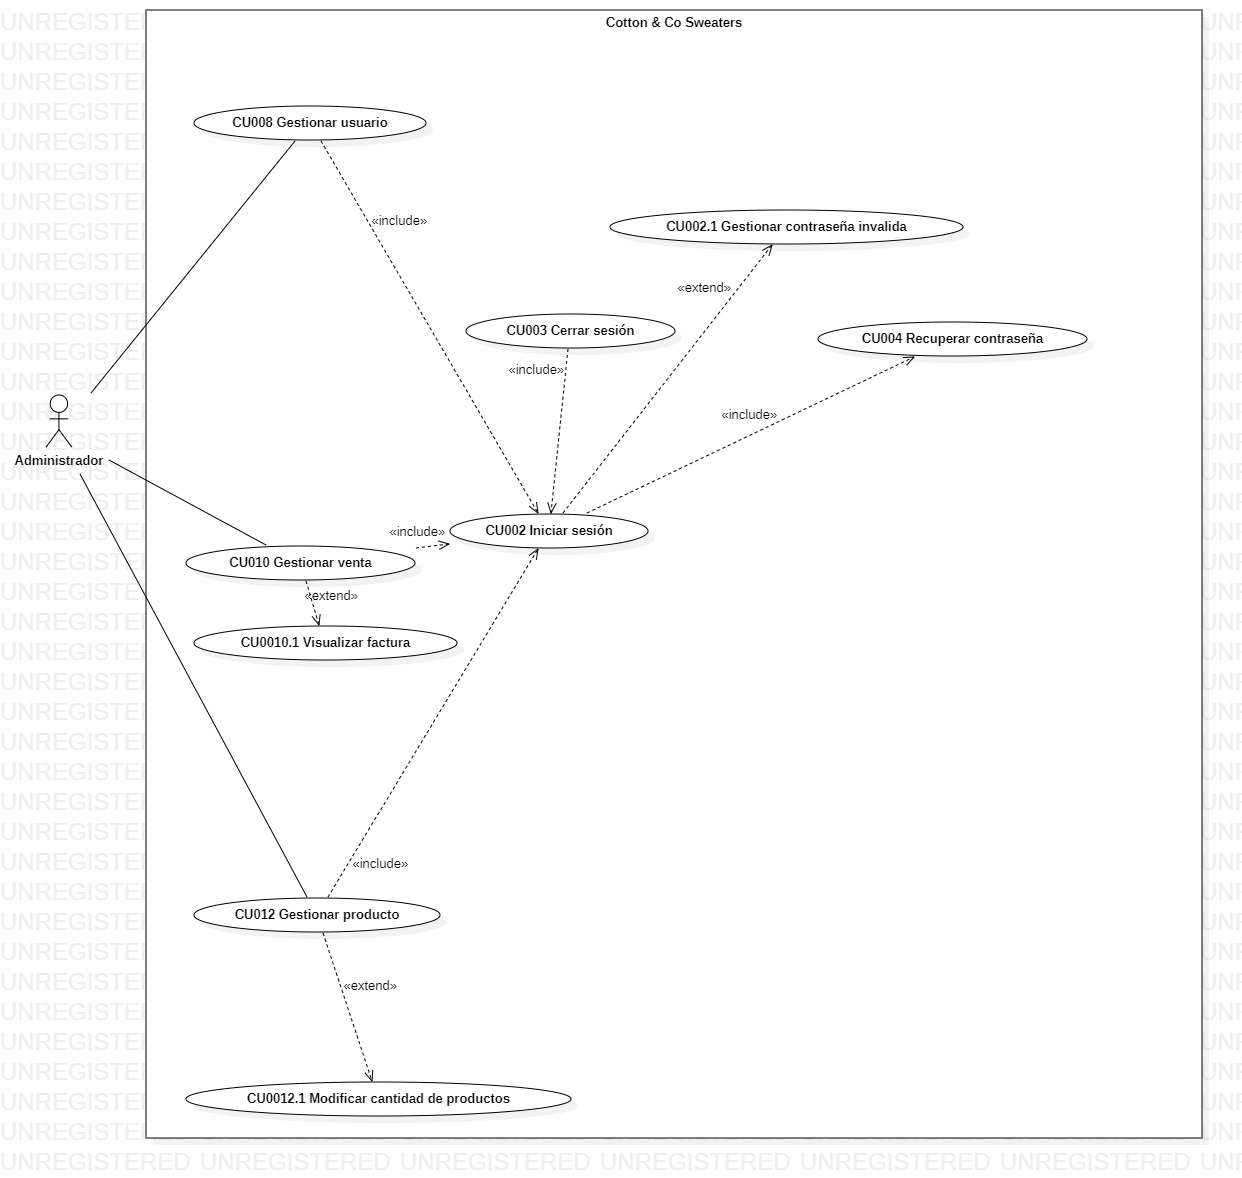 Cotton & Co Sweaters
CU008 Gestionar usuario
«include»
CU002.1 Gestionar contraseña invalida
«extend»
CU003 Cerrar sesión
CU004 Recuperar contraseña
«include»
«include»
Administrador
CU002 Iniciar sesión
«include»
CU010 Gestionar venta
«extend»
CU0010.1 Visualizar factura
«include»
CU012 Gestionar producto
«extend»
CU0012.1 Modificar cantidad de productos
UNREGISTERED UNREGISTERED UNREGISTERED UNREGISTERED UNREGISTERED UNREGISTERED